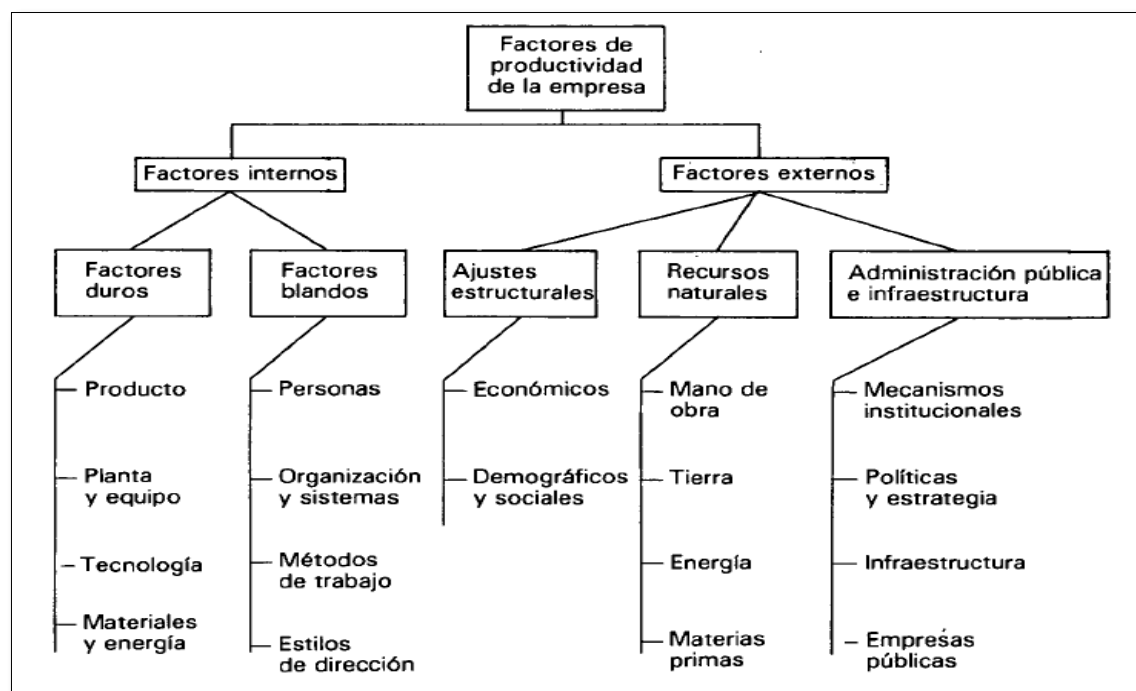 Factores de
productividad
de la empresa
Factores internos
Factores externos
Factores
duros
Factores
blandos
Ajustes
estructurales
Recursos
naturales
Administración pública
e infraestructura
Producto
Planta
y equipo
Tecnología
Materiales
y energía
Personas
Organización
y sistemas
Métodos
de trabajo
Estilos
de dirección
Económicos
Demográficos
y sociales
Mano de
obra
Tierra
Energía
Materias
primas
Mecanismos
institucionales
Políticas
y estrategia
Infraestructura
Empresas
públicas